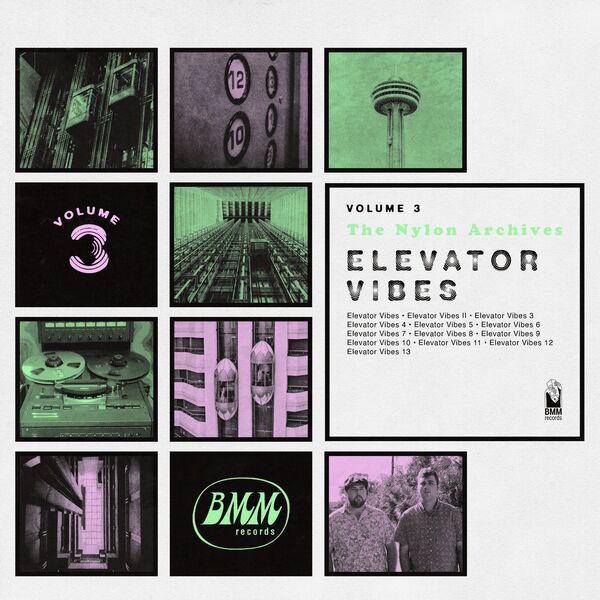 12
10
VOLUME
3
VOLUME 3
The Nylon Archives
ELEVATOR
VIBES
Elevator Vibes • Elevator Vibes II • Elevator Vibes 3
Elevator Vibes 4 • Elevator Vibes 5 • Elevator Vibes 6
Elevator Vibes 7 • Elevator Vibes 8 • Elevator Vibes 9
Elevator Vibes 10 • Elevator Vibes 11 • Elevator Vibes 12
Elevator Vibes 13
BMM
records
BMM
records